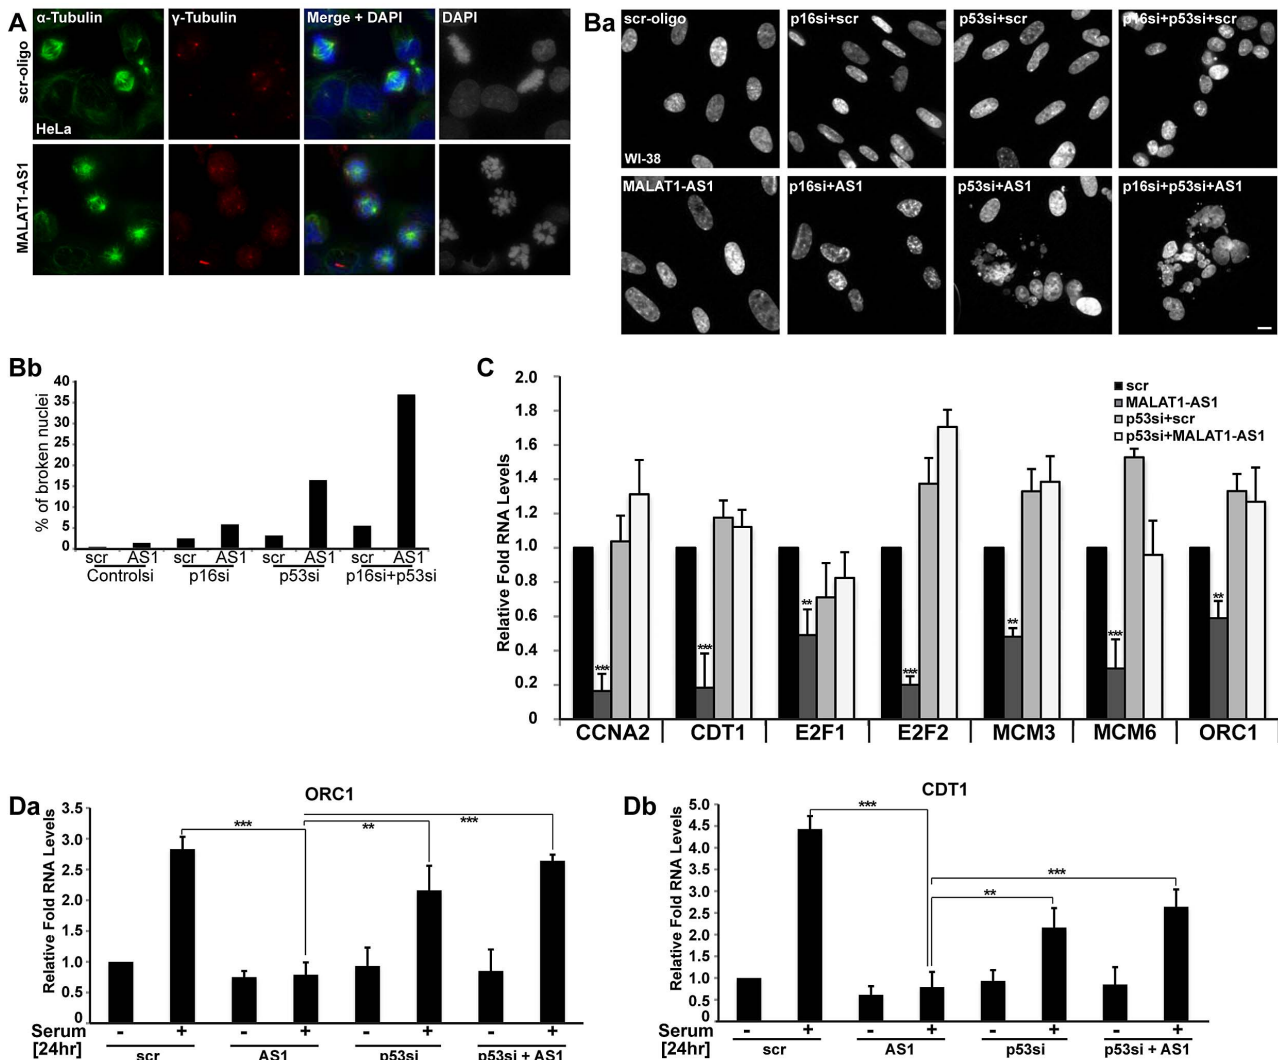 A
α-Tubulin
γ-Tubulin
Merge + DAPI
DAPI
scr-oligo
HeLa
MALAT1-AS1
Ba
scr-oligo
p16si+scr
p53si+scr
p16si+p53si+scr
WI-38
MALAT1-AS1
p16si+AS1
p53si+AS1
p16si+p53si+AS1
Bb
% of broken nuclei
40
35
30
25
20
15
10
5
0
scr AS1 scr AS1 scr AS1 scr AS1
Controlsi p16si p53si p16si+p53si
C
Relative Fold RNA Levels
2.0
1.8
1.6
1.4
1.2
1.0
0.8
0.6
0.4
0.2
0
scr
MALAT1-AS1
p53si+scr
p53si+MALAT1-AS1
*** *** ** *** ** *** **
CCNA2 CDT1 E2F1 E2F2 MCM3 MCM6 ORC1
Da
ORC1
Relative Fold RNA Levels
3.5
3.0
2.5
2.0
1.5
1.0
0.5
0
*** ** ***
Serum - + - + - + - +
[24hr] scr AS1 p53si p53si + AS1
Db
CDT1
Relative Fold RNA Levels
5.0
4.5
4.0
3.5
3.0
2.5
2.0
1.5
1.0
0.5
0
***
***
**
Serum - + - + - + - +
[24hr] scr AS1 p53si p53si + AS1